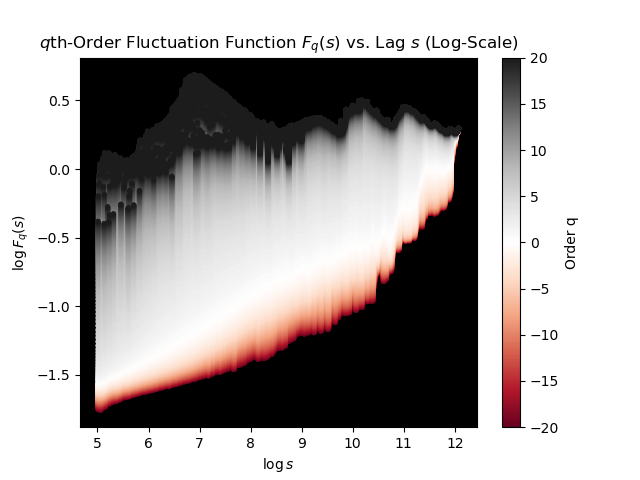 qth-Order Fluctuation Function F_q(s) vs. Lag s (Log-Scale)
0.5
0.0
−0.5
−1.0
−1.5
log F_q(s)
5 6 7 8 9 10 11 12
log s
20
15
10
5
0
−5
−10
−15
−20
Order q